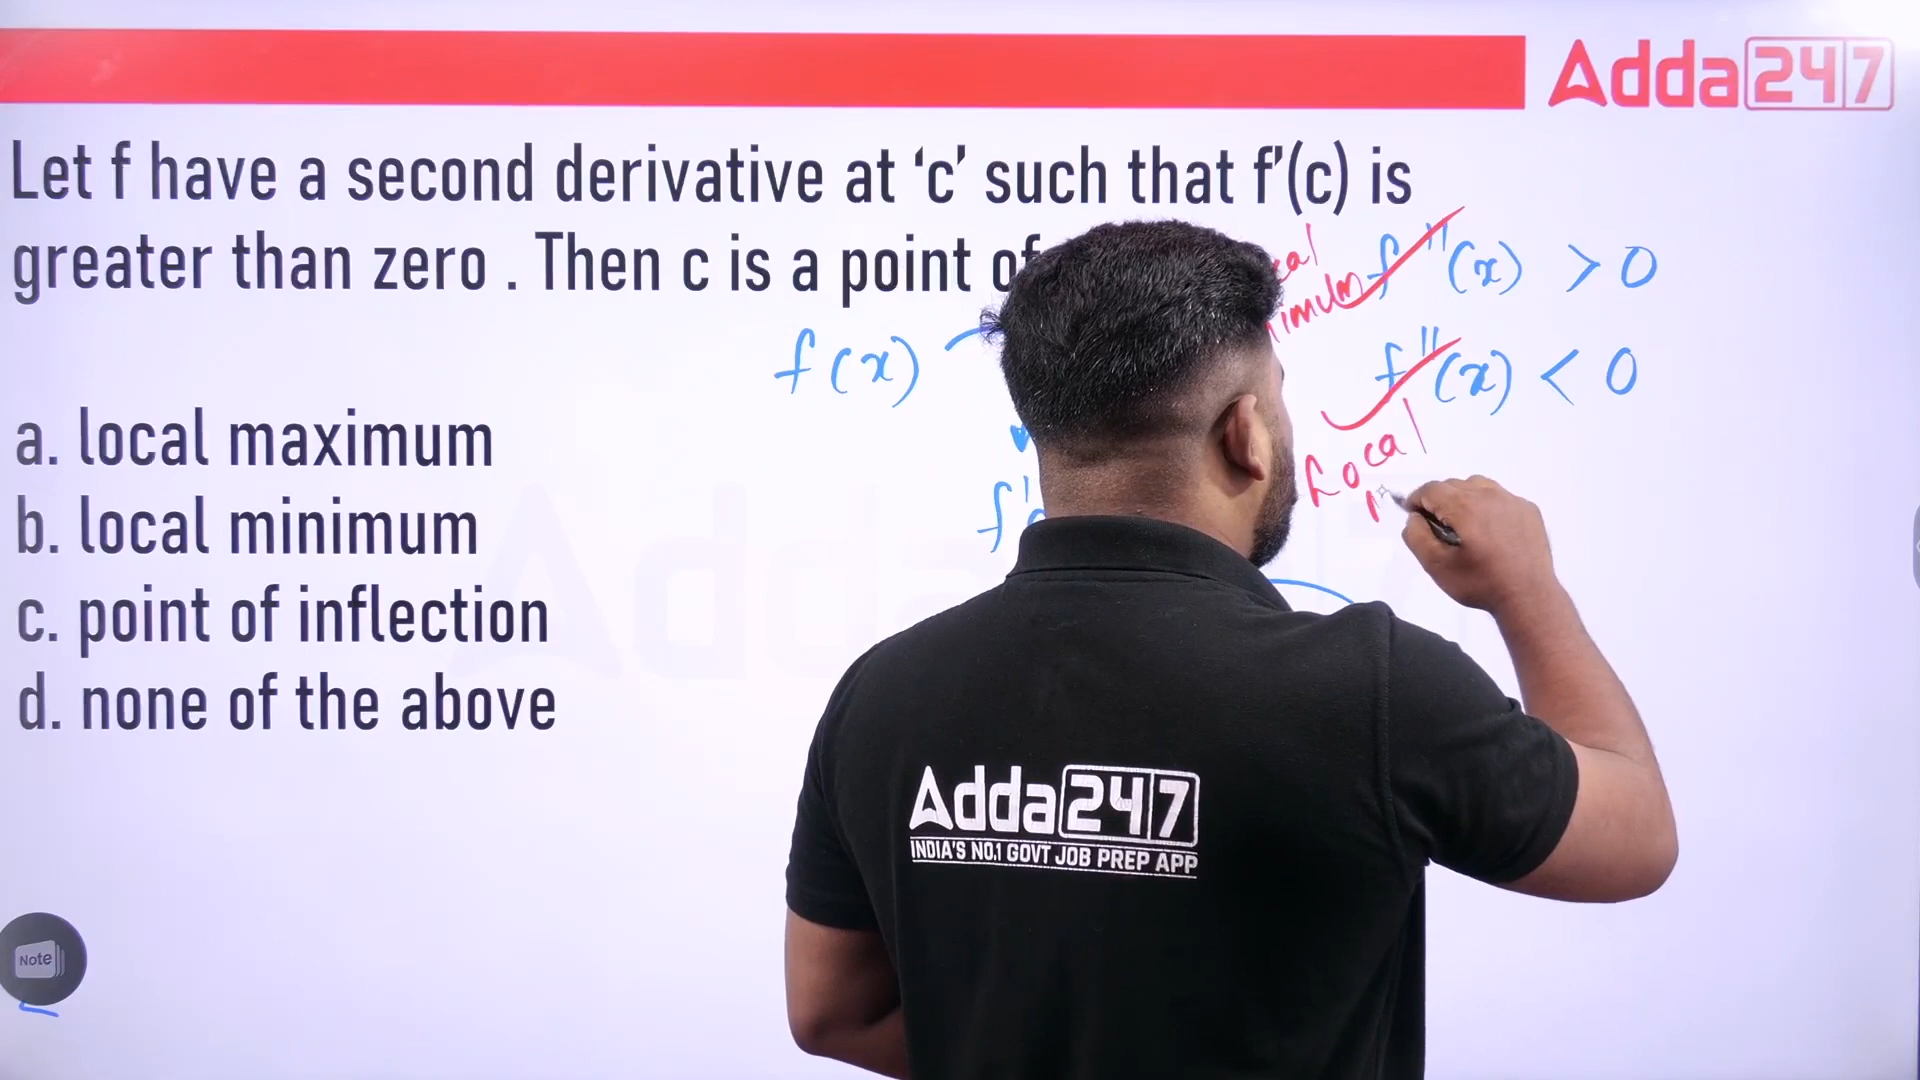 Adda247
Let f have a second derivative at ‘c’ such that f’(c) is
greater than zero . Then c is a point of
f''(x) > 0
f(x)
f''(x) < 0
Local
a. local maximum
b. local minimum
c. point of inflection
d. none of the above
Adda247
INDIA'S NO.1 GOVT JOB PREP APP
Note